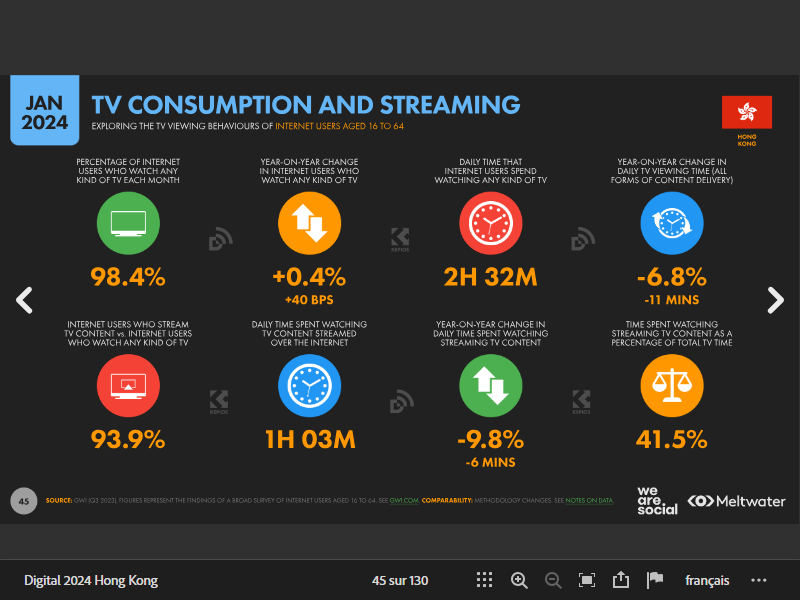 JAN
2024
TV CONSUMPTION AND STREAMING
EXPLORING THE TV VIEWING BEHAVIOURS OF INTERNET USERS AGED 16 TO 64
HONG
KONG
PERCENTAGE OF INTERNET
USERS WHO WATCH ANY
KIND OF TV EACH MONTH
98.4%
YEAR-ON-YEAR CHANGE
IN INTERNET USERS WHO
WATCH ANY KIND OF TV
+0.4%
+40 BPS
DAILY TIME THAT
INTERNET USERS SPEND
WATCHING ANY KIND OF TV
2H 32M
YEAR-ON-YEAR CHANGE IN
DAILY TV VIEWING TIME (ALL
FORMS OF CONTENT DELIVERY)
-6.8%
-11 MINS
KEPIOS
INTERNET USERS WHO STREAM
TV CONTENT vs. INTERNET USERS
WHO WATCH ANY KIND OF TV
93.9%
DAILY TIME SPENT WATCHING
TV CONTENT STREAMED
OVER THE INTERNET
1H 03M
YEAR-ON-YEAR CHANGE IN
DAILY TIME SPENT WATCHING
STREAMING TV CONTENT
-9.8%
-6 MINS
TIME SPENT WATCHING
STREAMING TV CONTENT AS A
PERCENTAGE OF TOTAL TV TIME
41.5%
KEPIOS
KEPIOS
45
SOURCE: GWI (Q3 2023). FIGURES REPRESENT THE FINDINGS OF A BROAD SURVEY OF INTERNET USERS AGED 16 TO 64. SEE GWI.COM. COMPARABILITY: METHODOLOGY CHANGES. SEE NOTES ON DATA.
we
are.
social
Meltwater
Digital 2024 Hong Kong
45 sur 130
français